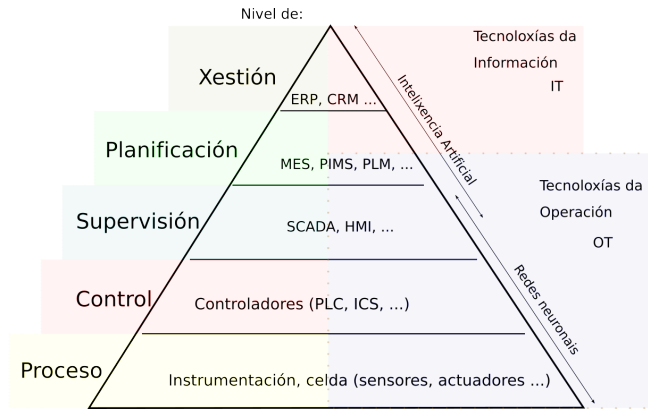 Nivel de:
Xestión
ERP, CRM ...
Planificación
MES, PIMS, PLM, ...
Supervisión
SCADA, HMI, ...
Control
Controladores (PLC, ICS, ...)
Proceso
Instrumentación, celda (sensores, actuadores ...)
Intelixencia Artificial
Redes neuronais
Tecnoloxías da
Información
IT
Tecnoloxías da
Operación
OT